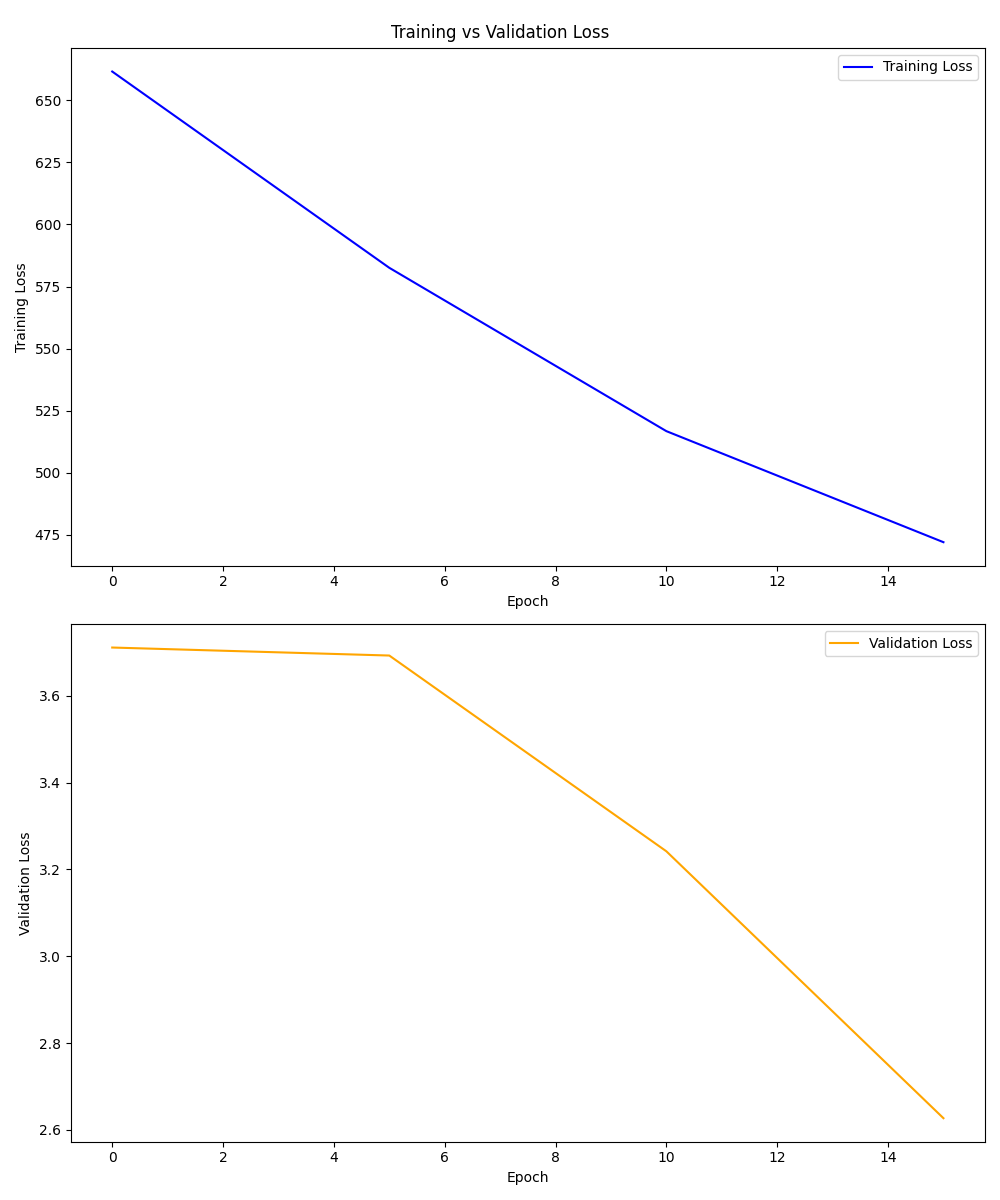 Training vs Validation Loss
Training Loss
650
625
600
575
550
525
500
475
Training Loss
0 2 4 6 8 10 12 14
Epoch
Validation Loss
3.6
3.4
3.2
3.0
2.8
2.6
Validation Loss
0 2 4 6 8 10 12 14
Epoch